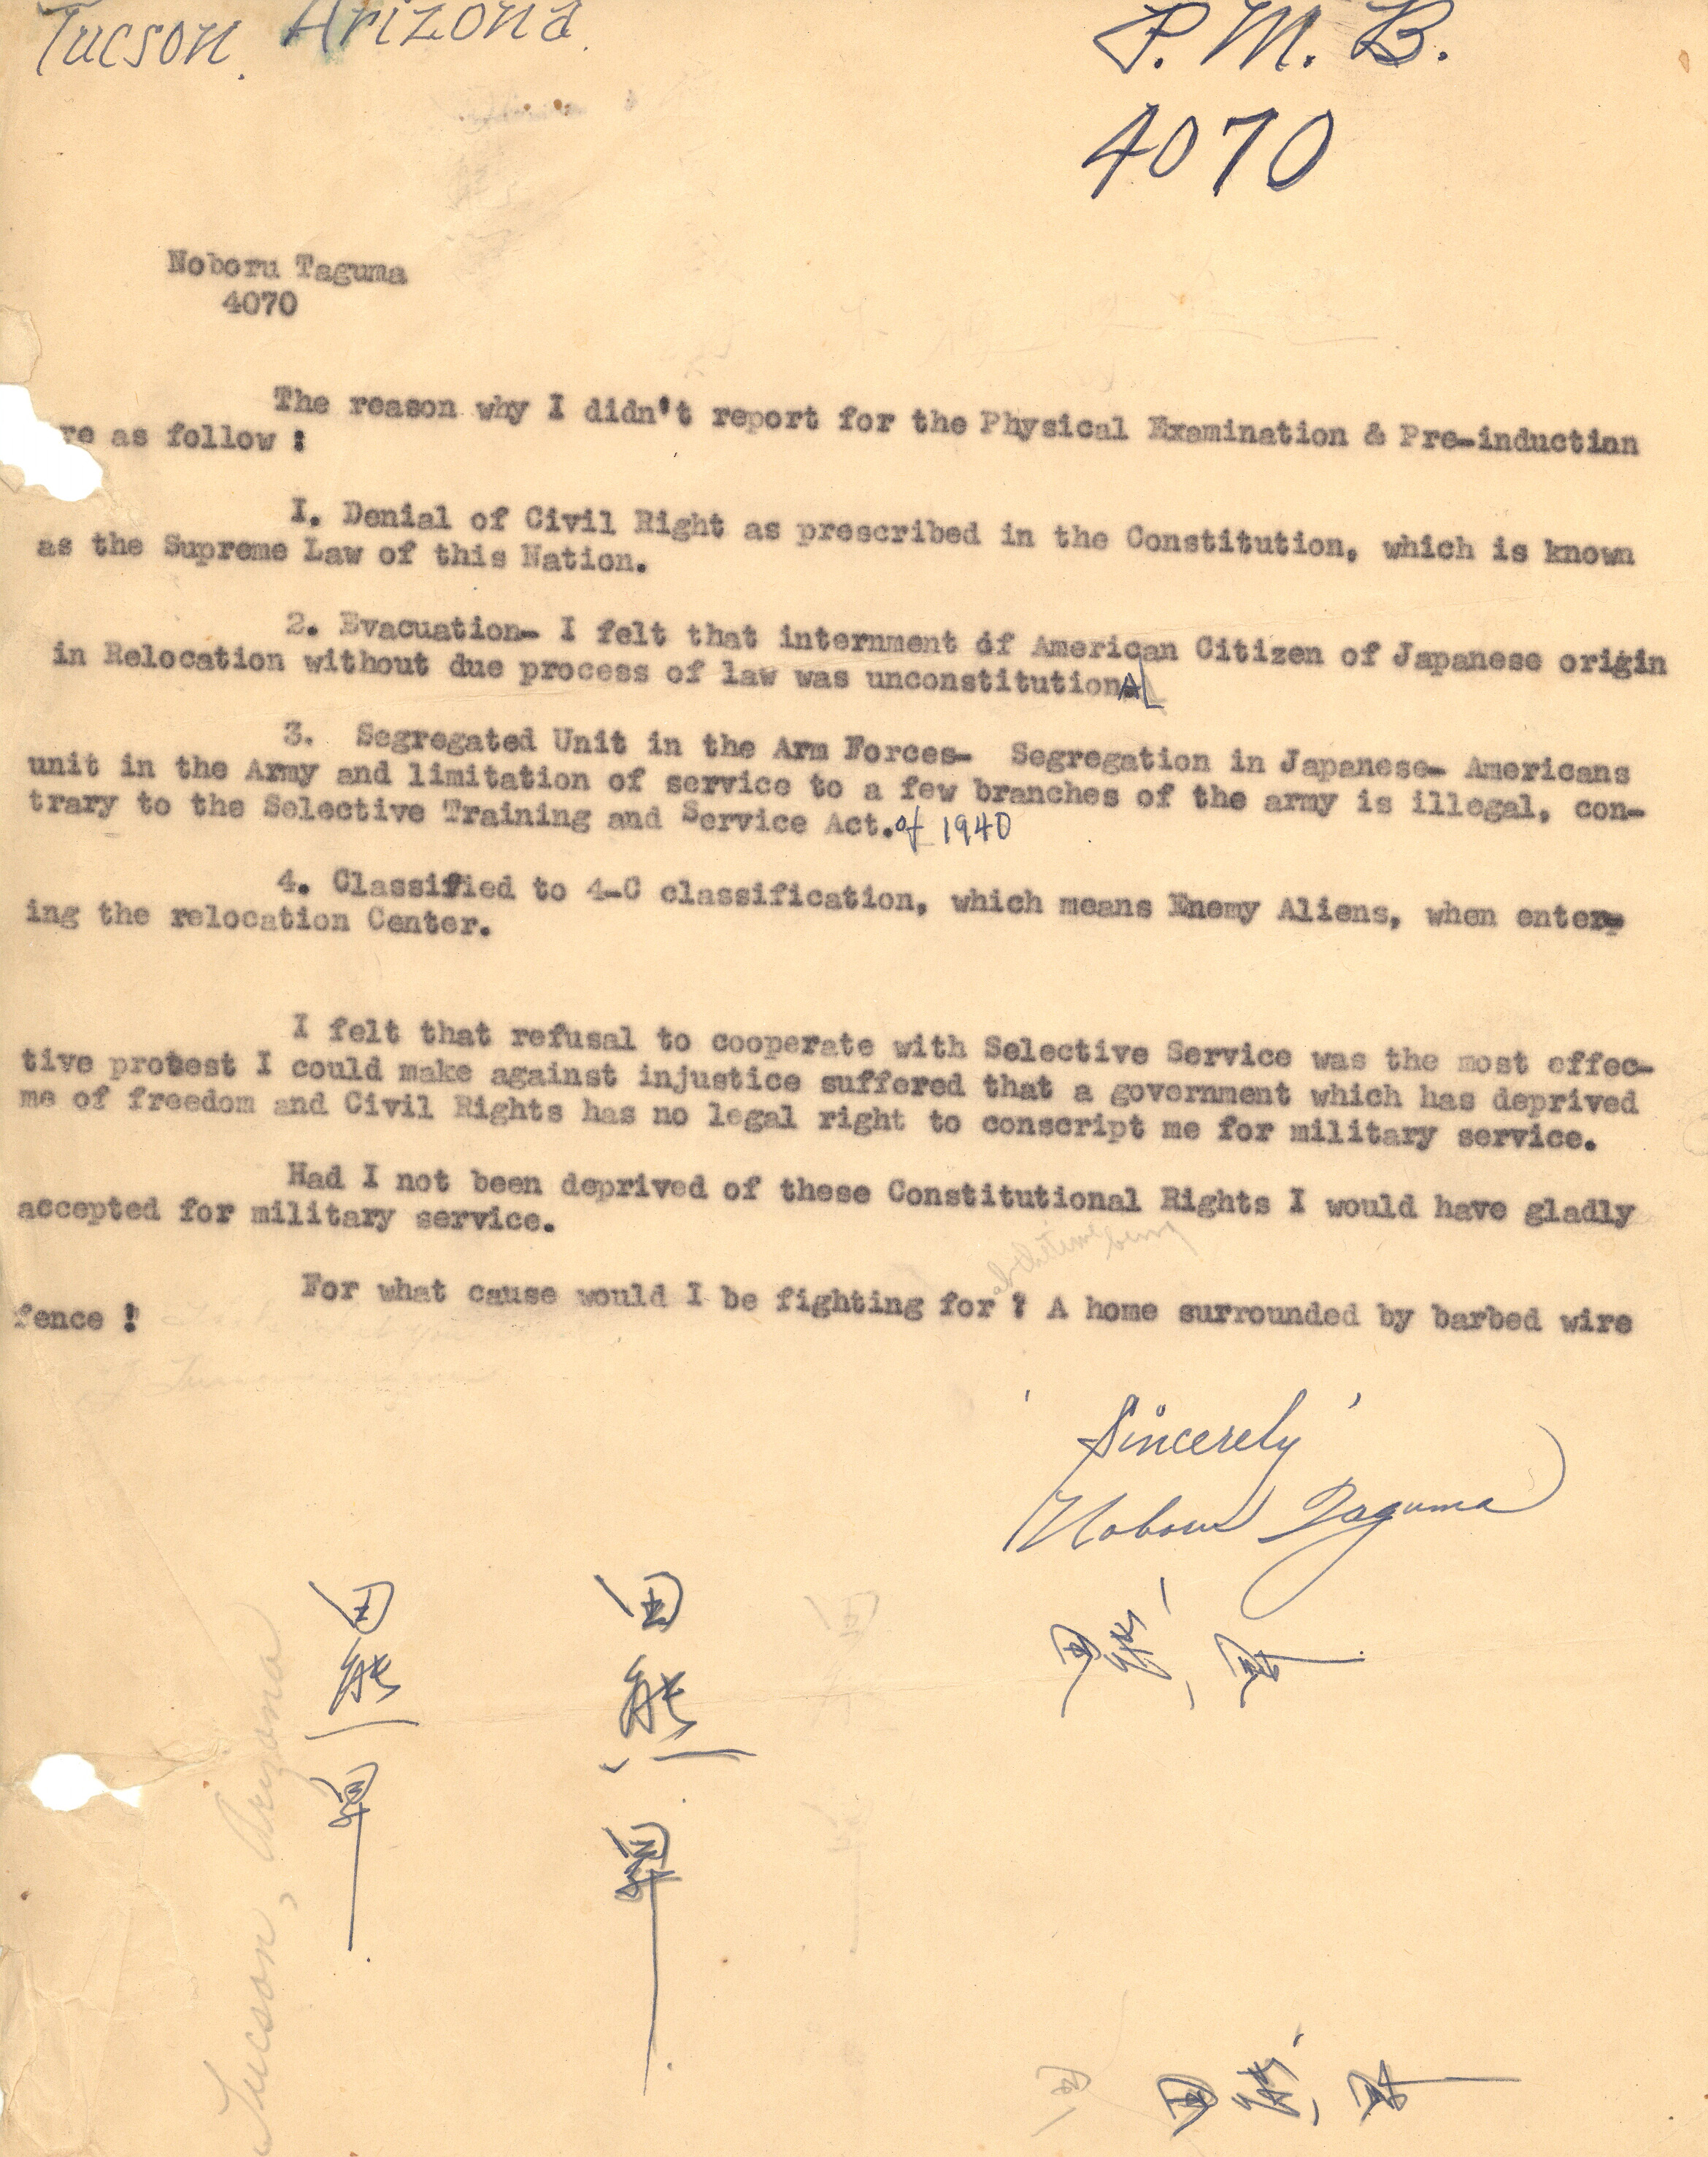 Tucson, Arizona.
P. M. B.
4070
Noboru Taguma
4070
The reason why I didn't report for the Physical Examination & Pre-induction
re as follow :
1. Denial of Civil Right as prescribed in the Constitution, which is known
as the Supreme Law of this Nation.
2. Evacuation- I felt that internment of American Citizen of Japanese origin
in Relocation without due process of law was unconstitutionAL
3. Segregated Unit in the Arm Forces- Segregation in Japanese- Americans
unit in the Army and limitation of service to a few branches of the army is illegal, con-
trary to the Selective Training and Service Act.of 1940
4. Classified to 4-C classification, which means Enemy Aliens, when enter-
ing the relocation Center.
I felt that refusal to cooperate with Selective Service was the most effec-
tive protest I could make against injustice suffered that a government which has deprived
me of freedom and Civil Rights has no legal right to conscript me for military service.
Had I not been deprived of these Constitutional Rights I would have gladly
accepted for military service.
For what cause would I be fighting for ? A home surrounded by barbed wire
fence !
Sincerely
Noboru Taguma
田熊昇
田熊昇
田熊昇
田熊昇
Tucson, Arizona